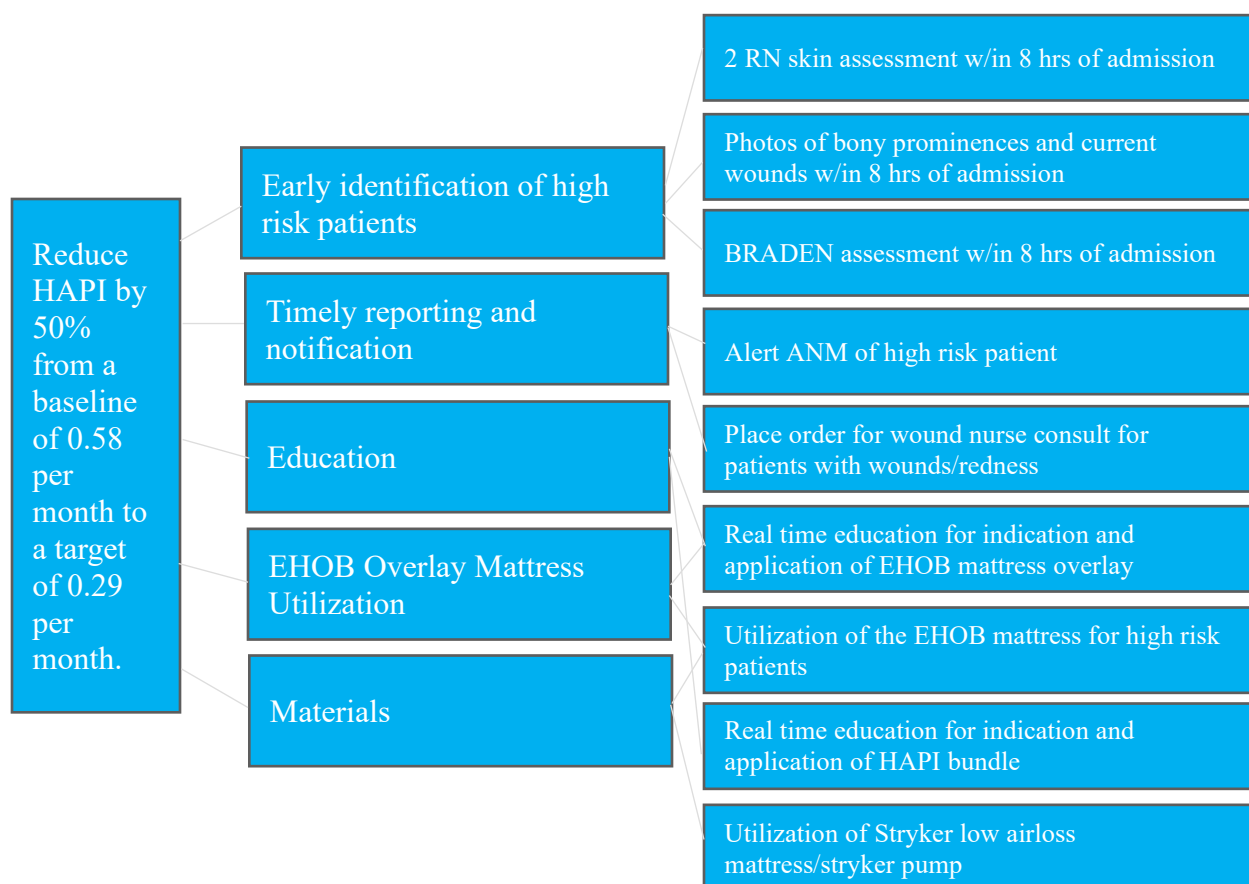 Reduce
HAPI by
50%
from a
baseline
of 0.58
per
month to
a target
of 0.29
per
month.
Early identification of high
risk patients
Timely reporting and
notification
Education
EHOB Overlay Mattress
Utilization
Materials
2 RN skin assessment w/in 8 hrs of admission
Photos of bony prominences and current
wounds w/in 8 hrs of admission
BRADEN assessment w/in 8 hrs of admission
Alert ANM of high risk patient
Place order for wound nurse consult for
patients with wounds/redness
Real time education for indication and
application of EHOB mattress overlay
Utilization of the EHOB mattress for high risk
patients
Real time education for indication and
application of HAPI bundle
Utilization of Stryker low airloss
mattress/stryker pump